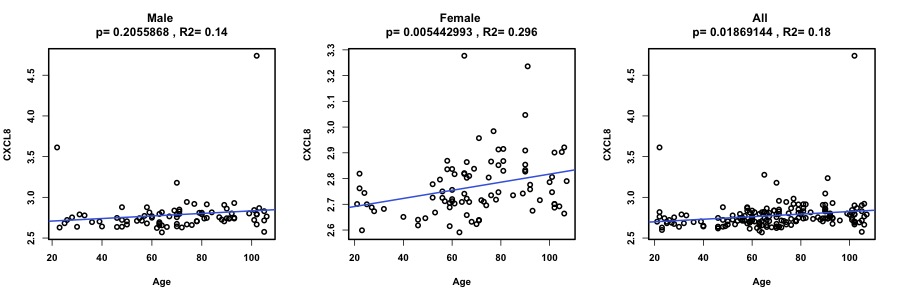 Male
p= 0.2055868 , R2= 0.14
CXCL8
4.5
4.0
3.5
3.0
2.5
20 40 60 80 100
Age
Female
p= 0.005442993 , R2= 0.296
CXCL8
3.3
3.2
3.1
3.0
2.9
2.8
2.7
2.6
20 40 60 80 100
Age
All
p= 0.01869144 , R2= 0.18
CXCL8
4.5
4.0
3.5
3.0
2.5
20 40 60 80 100
Age